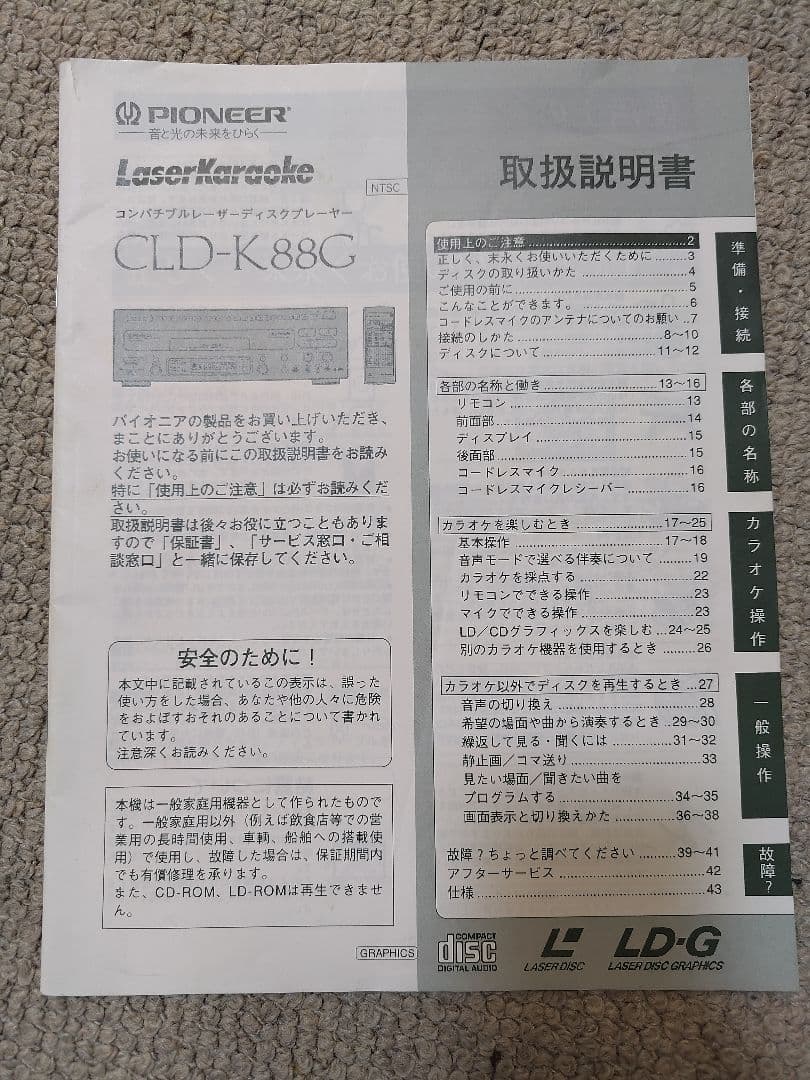 PIONEER
音と光の未来をひらく
LaserKaraoke
NTSC
コンパチブルレーザーディスクプレーヤー
CLD-K88G
パイオニアの製品をお買い上げいただき、
まことにありがとうございます。
お使いになる前にこの取扱説明書をお読み
ください。
特に「使用上のご注意」は必ずお読みくだ
さい。
取扱説明書は後々お役に立つこともありま
すので「保証書」、「サービス窓口・ご相
談窓口」と一緒に保存してください。
安全のために！
本文中に記載されているこの表示は、誤った
使い方をした場合、あなたや他の人々に危険
をおよぼすおそれのあることについて書かれ
ています。
注意深くお読みください。
本機は一般家庭用機器として作られたもので
す。一般家庭用以外（例えば飲食店等での営
業用の長時間使用、車輌、船舶への搭載使
用）で使用し、故障した場合は、保証期間内
でも有償修理を承ります。
また、CD-ROM、LD-ROMは再生できませ
ん。
GRAPHICS
取扱説明書
使用上のご注意 ..... 2
正しく、末永くお使いいただくために ..... 3
ディスクの取り扱いかた ..... 4
ご使用の前に ..... 5
こんなことができます。 ..... 6
コードレスマイクのアンテナについてのお願い ..7
接続のしかた ..... 8〜10
ディスクについて ..... 11〜12
各部の名称と働き ..... 13〜16
リモコン ..... 13
前面部 ..... 14
ディスプレイ ..... 15
後面部 ..... 15
コードレスマイク ..... 16
コードレスマイクレシーバー ..... 16
カラオケを楽しむとき ..... 17〜25
基本操作 ..... 17〜18
音声モードで選べる伴奏について ..... 19
カラオケを採点する ..... 22
リモコンでできる操作 ..... 23
マイクでできる操作 ..... 23
LD／CDグラフィックスを楽しむ ...24〜25
別のカラオケ機器を使用するとき ..... 26
カラオケ以外でディスクを再生するとき ...27
音声の切り換え ..... 28
希望の場面や曲から演奏するとき ..29〜30
繰返して見る・聞くには ..... 31〜32
静止画／コマ送り ..... 33
見たい場面／聞きたい曲を
プログラムする ..... 34〜35
画面表示と切り換えかた ..... 36〜38
故障？ちょっと調べてください ..... 39〜41
アフターサービス ..... 42
仕様 ..... 43
準備・接続
各部の名称
カラオケ操作
一般操作
故障？
COMPACT
disc
DIGITAL AUDIO
LASERDISC
LD-G
LASER DISC GRAPHICS